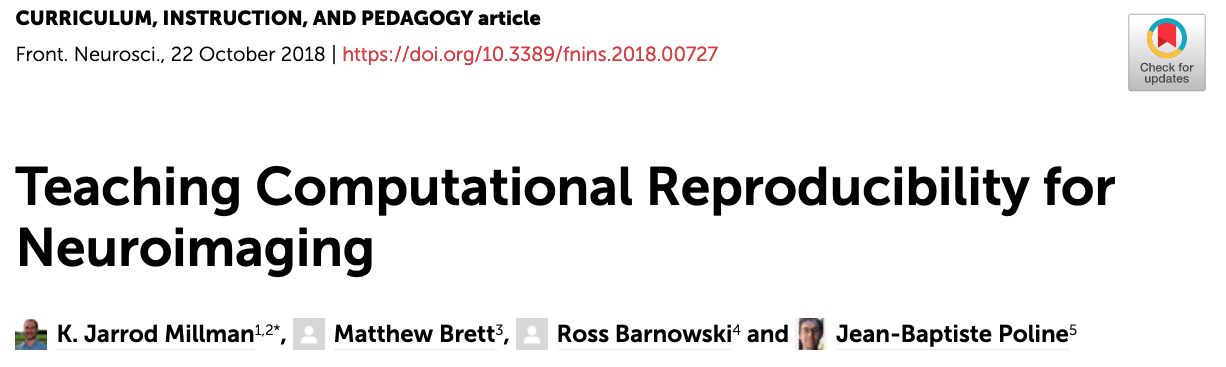 CURRICULUM, INSTRUCTION, AND PEDAGOGY article
Front. Neurosci., 22 October 2018 | https://doi.org/10.3389/fnins.2018.00727
Check for
updates
Teaching Computational Reproducibility for
Neuroimaging
K. Jarrod Millman1,2*, Matthew Brett3, Ross Barnowski4 and Jean-Baptiste Poline5